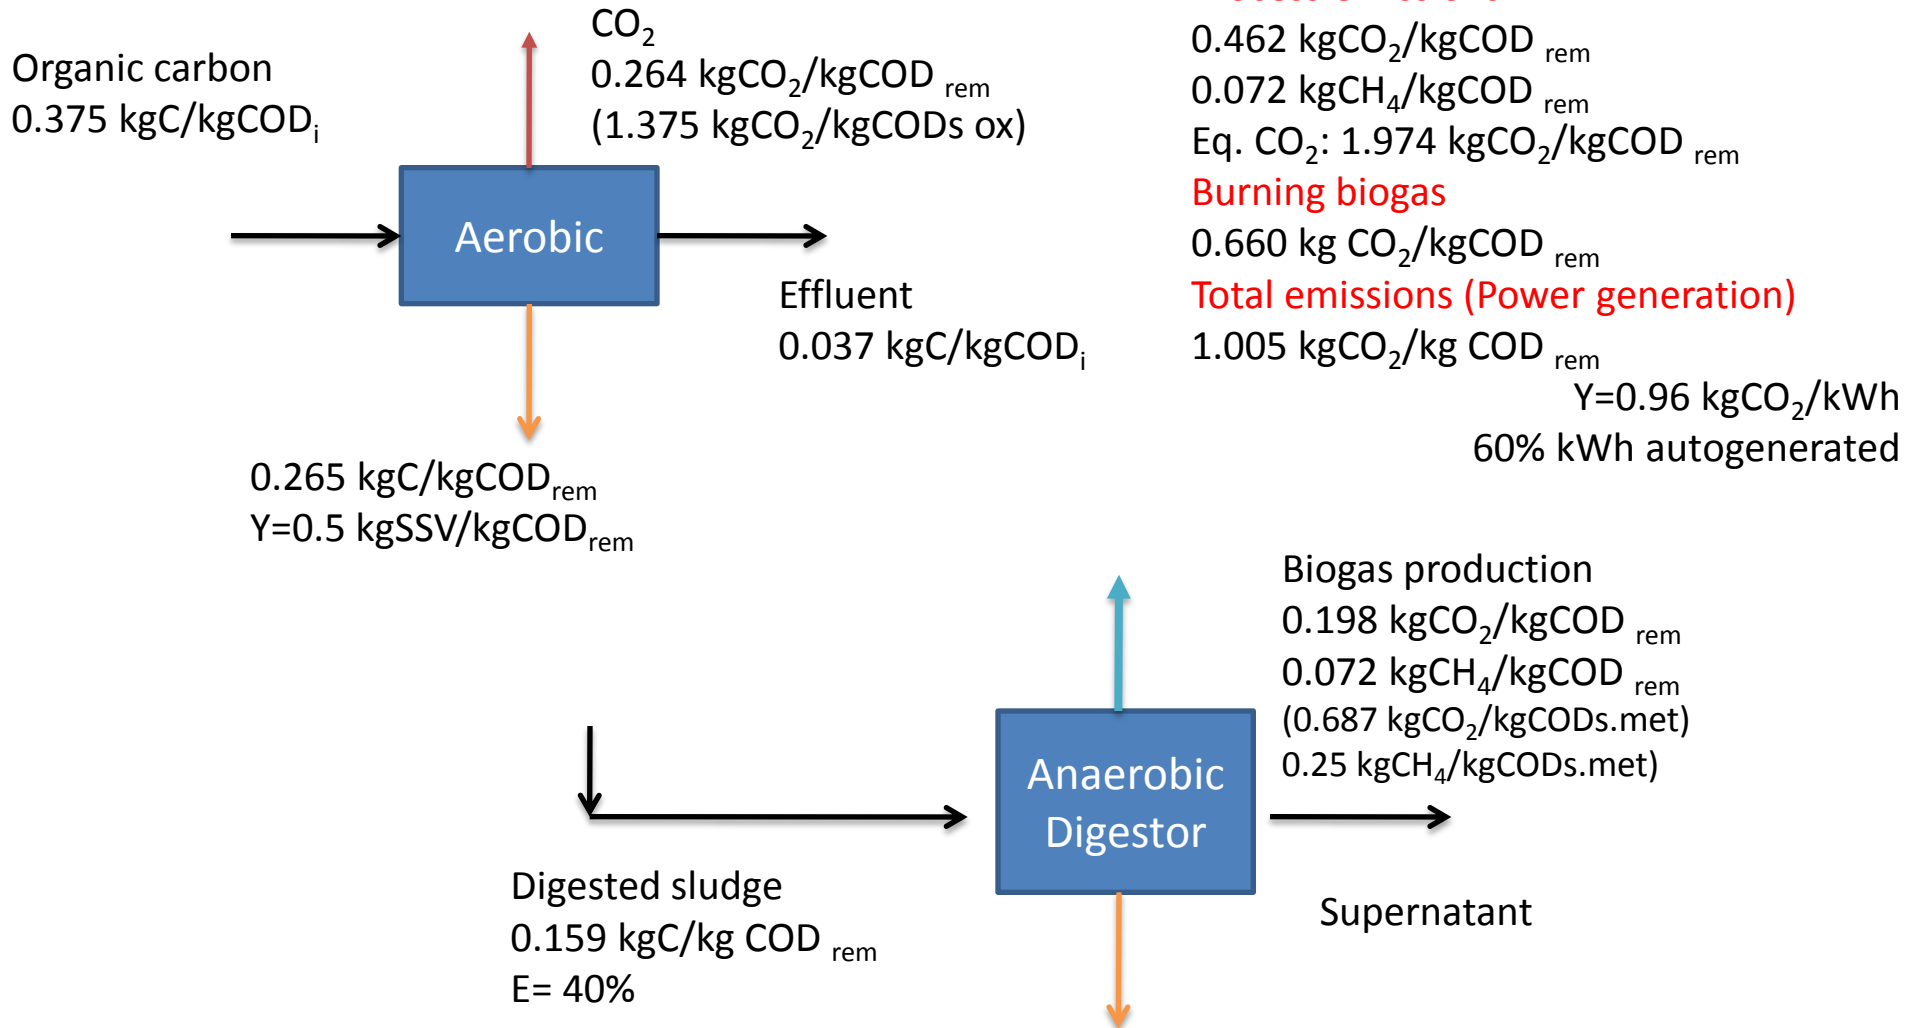 Organic carbon
0.375 kgC/kgCODᵢ
CO₂
0.264 kgCO₂/kgCOD rem
(1.375 kgCO₂/kgCODs ox)
Aerobic
Effluent
0.037 kgC/kgCODᵢ
0.265 kgC/kgCODrem
Y=0.5 kgSSV/kgCODrem
0.462 kgCO₂/kgCOD rem
0.072 kgCH₄/kgCOD rem
Eq. CO₂: 1.974 kgCO₂/kgCOD rem
Burning biogas
0.660 kg CO₂/kgCOD rem
Total emissions (Power generation)
1.005 kgCO₂/kg COD rem
Y=0.96 kgCO₂/kWh
60% kWh autogenerated
Biogas production
0.198 kgCO₂/kgCOD rem
0.072 kgCH₄/kgCOD rem
(0.687 kgCO₂/kgCODs.met)
0.25 kgCH₄/kgCODs.met)
Anaerobic
Digestor
Digested sludge
0.159 kgC/kg COD rem
E= 40%
Supernatant